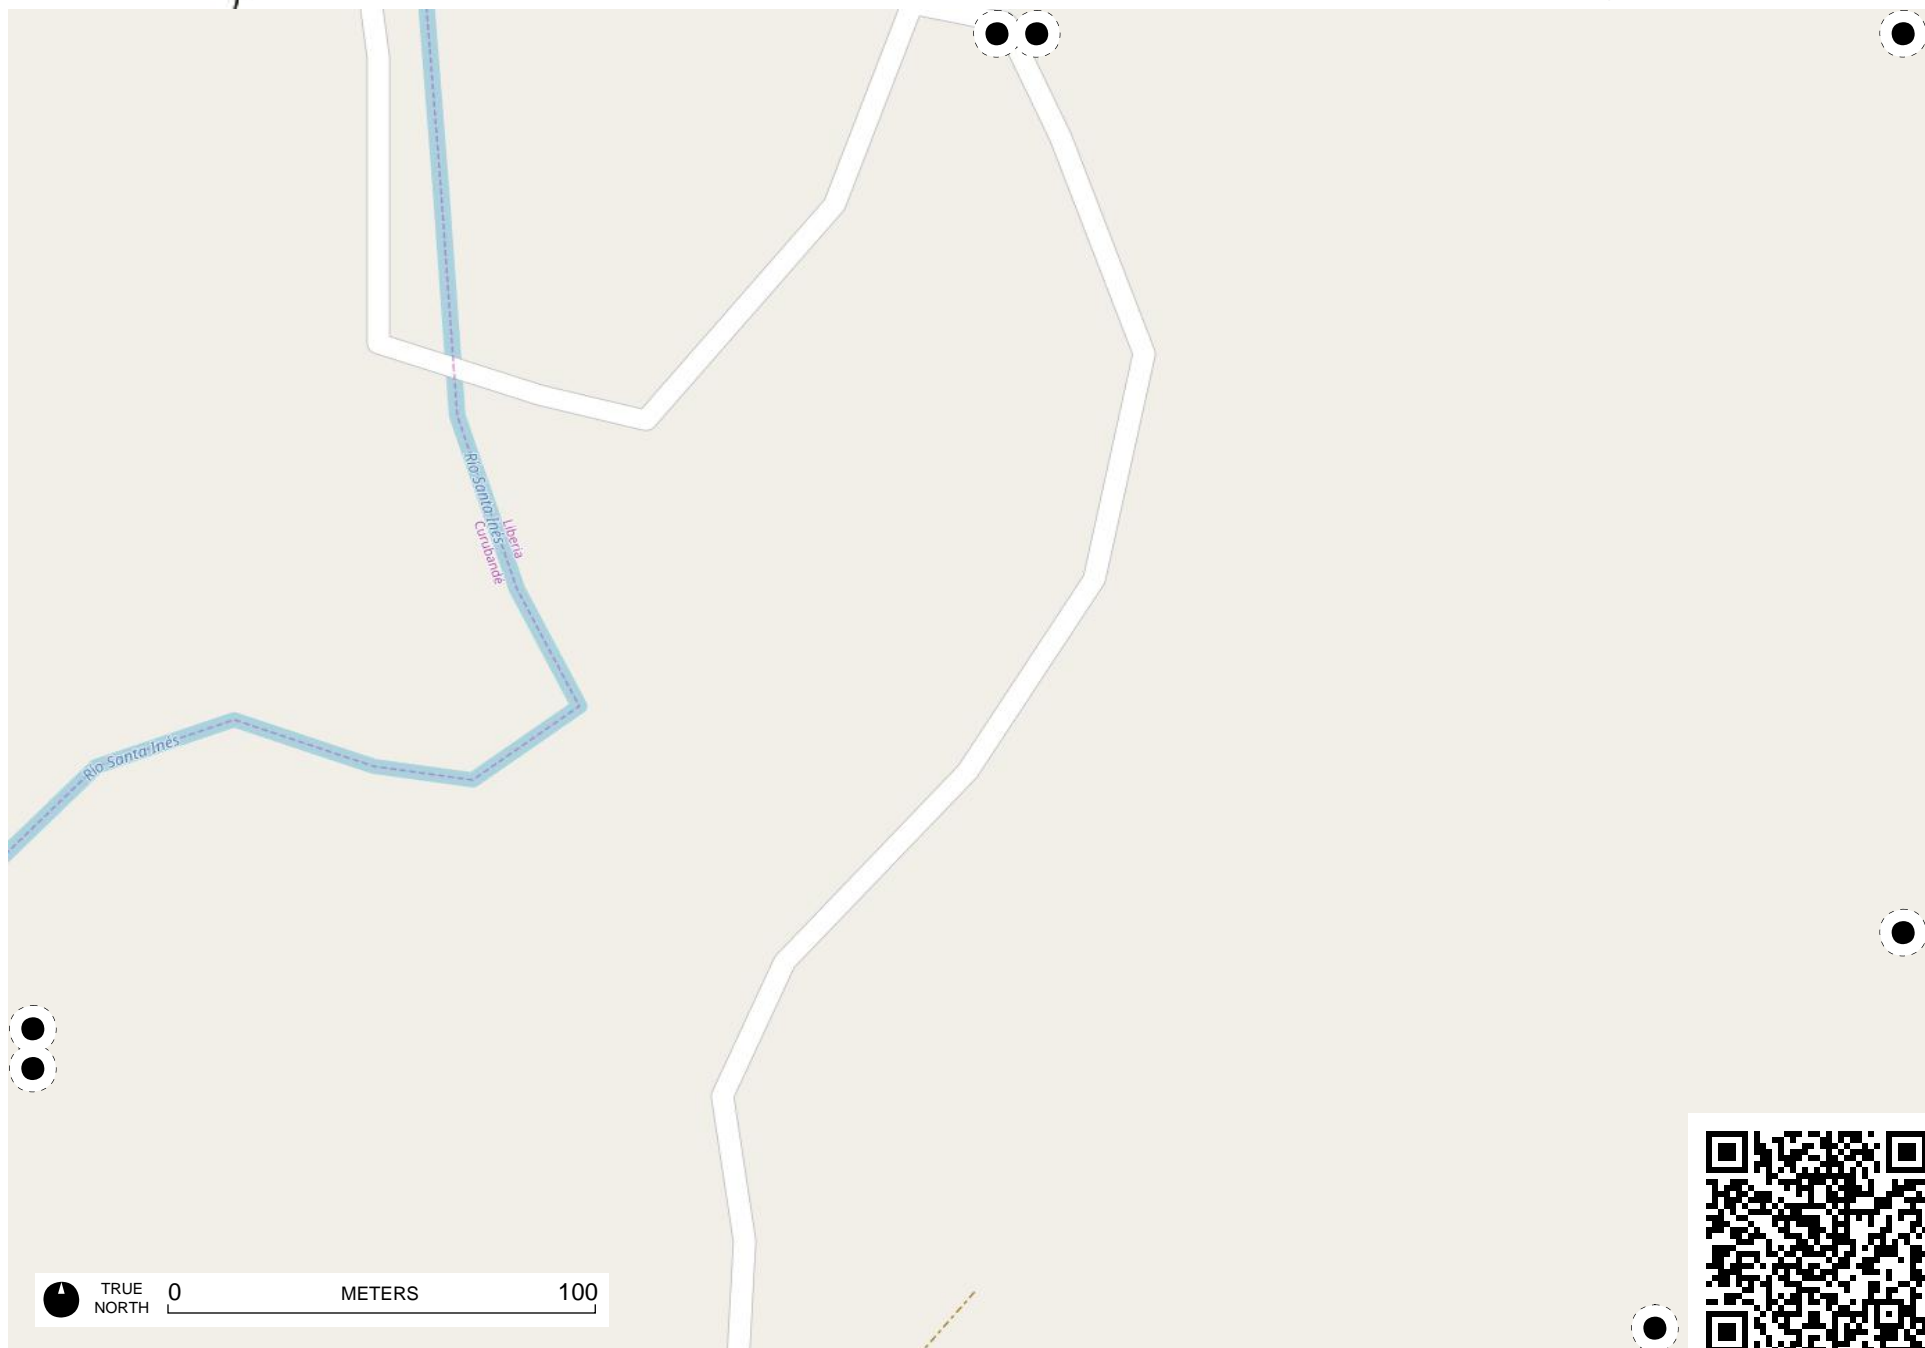 Río Santa Inés
Liberia
Curubandé
Río Santa Inés
TRUE
NORTH
0 METERS 100